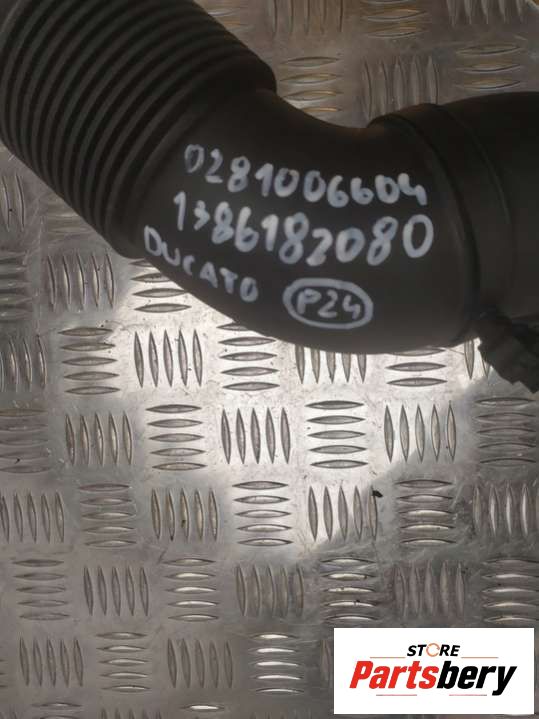 0281006604
1386182080
DUCATO P24
STORE
Partsbery